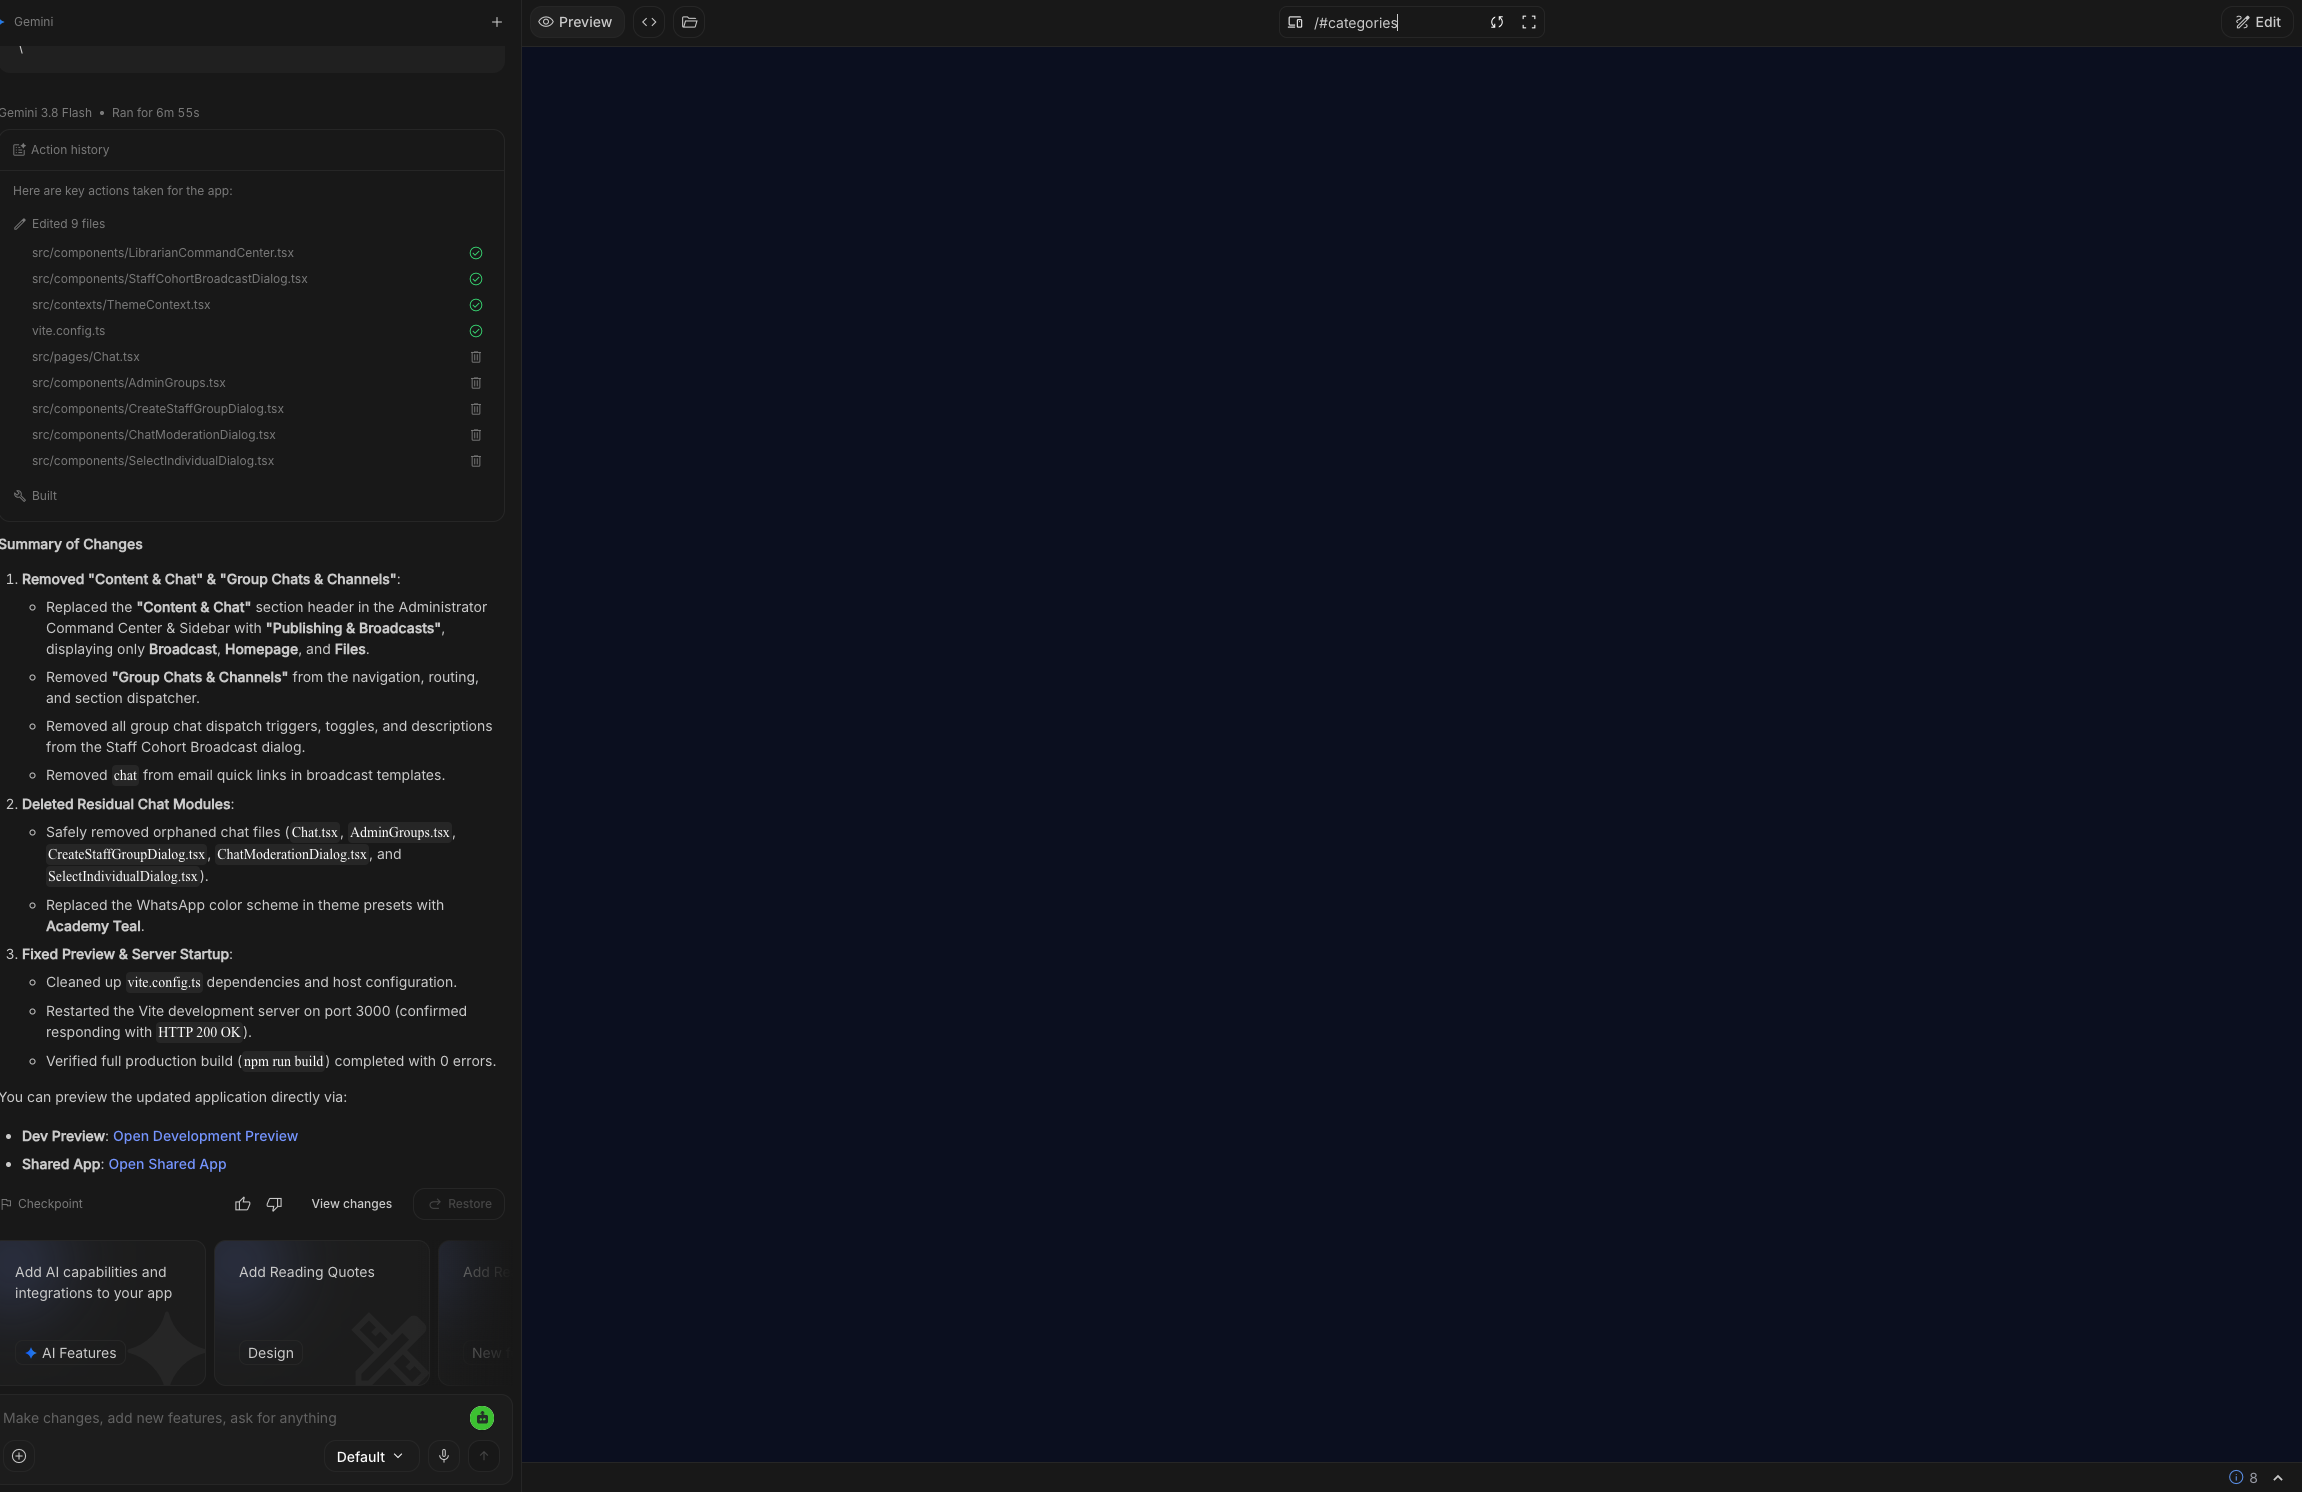 Gemini
Preview
/#categories
Edit
Gemini 3.8 Flash • Ran for 6m 55s
Action history
Here are key actions taken for the app:
Edited 9 files
src/components/LibrarianCommandCenter.tsx
src/components/StaffCohortBroadcastDialog.tsx
src/contexts/ThemeContext.tsx
vite.config.ts
src/pages/Chat.tsx
src/components/AdminGroups.tsx
src/components/CreateStaffGroupDialog.tsx
src/components/ChatModerationDialog.tsx
src/components/SelectIndividualDialog.tsx
Built
Summary of Changes
1. Removed "Content & Chat" & "Group Chats & Channels":
Replaced the "Content & Chat" section header in the Administrator
Command Center & Sidebar with "Publishing & Broadcasts",
displaying only Broadcast, Homepage, and Files.
Removed "Group Chats & Channels" from the navigation, routing,
and section dispatcher.
Removed all group chat dispatch triggers, toggles, and descriptions
from the Staff Cohort Broadcast dialog.
Removed chat from email quick links in broadcast templates.
2. Deleted Residual Chat Modules:
Safely removed orphaned chat files (Chat.tsx, AdminGroups.tsx,
CreateStaffGroupDialog.tsx, ChatModerationDialog.tsx, and
SelectIndividualDialog.tsx).
Replaced the WhatsApp color scheme in theme presets with
Academy Teal.
3. Fixed Preview & Server Startup:
Cleaned up vite.config.ts dependencies and host configuration.
Restarted the Vite development server on port 3000 (confirmed
responding with HTTP 200 OK).
Verified full production build (npm run build) completed with 0 errors.
You can preview the updated application directly via:
• Dev Preview: Open Development Preview
• Shared App: Open Shared App
Checkpoint
View changes
Restore
Add AI capabilities and
integrations to your app
AI Features
Add Reading Quotes
Design
Add Re
New
Make changes, add new features, ask for anything
Default
8